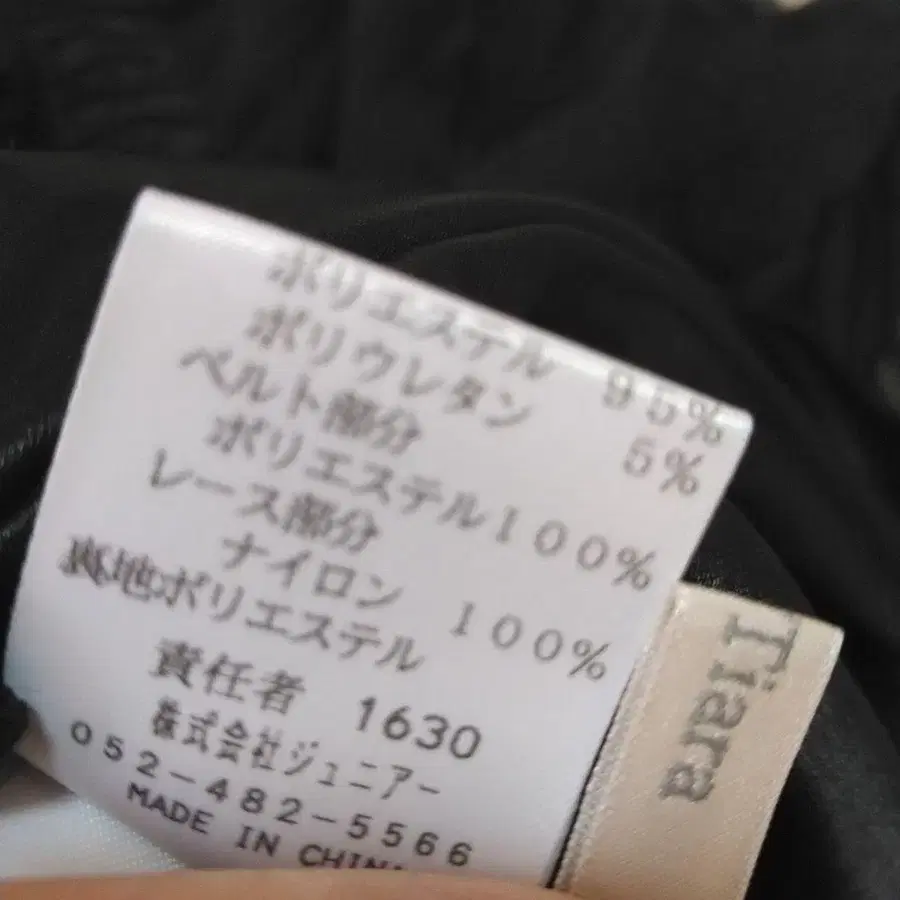 ポリエステル 95%
ポリウレタン 5%
ベルト部分
ポリエステル100%
レース部分
ナイロン 100%
裏地ポリエステル
責任者 1630
株式会社ジュニアー
052-482-5566
MADE IN CHINA
Tiara